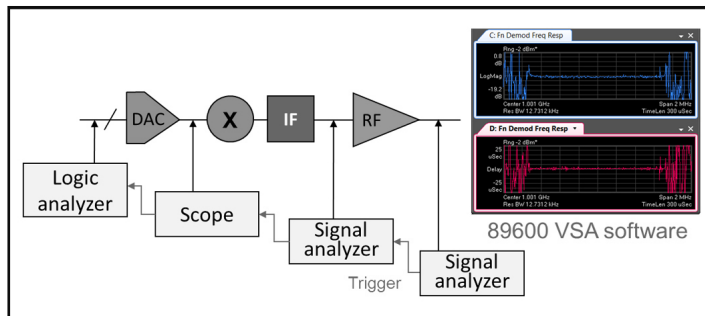 DAC
X
IF
RF
Logic
analyzer
Scope
Signal
analyzer
Signal
analyzer
Trigger
C: Fn Demod Freq Resp
Rng -2 dBm*
0.8
dB
LogMag
-19.2
dB
Center 1.001 GHz
Span 2 MHz
Res BW 12.7312 kHz
TimeLen 300 uSec
D: Fn Demod Freq Resp
Rng -2 dBm*
25
uSec
Delay
-25
uSec
Center 1.001 GHz
Span 2 MHz
Res BW 12.7312 kHz
TimeLen 300 uSec
89600 VSA software